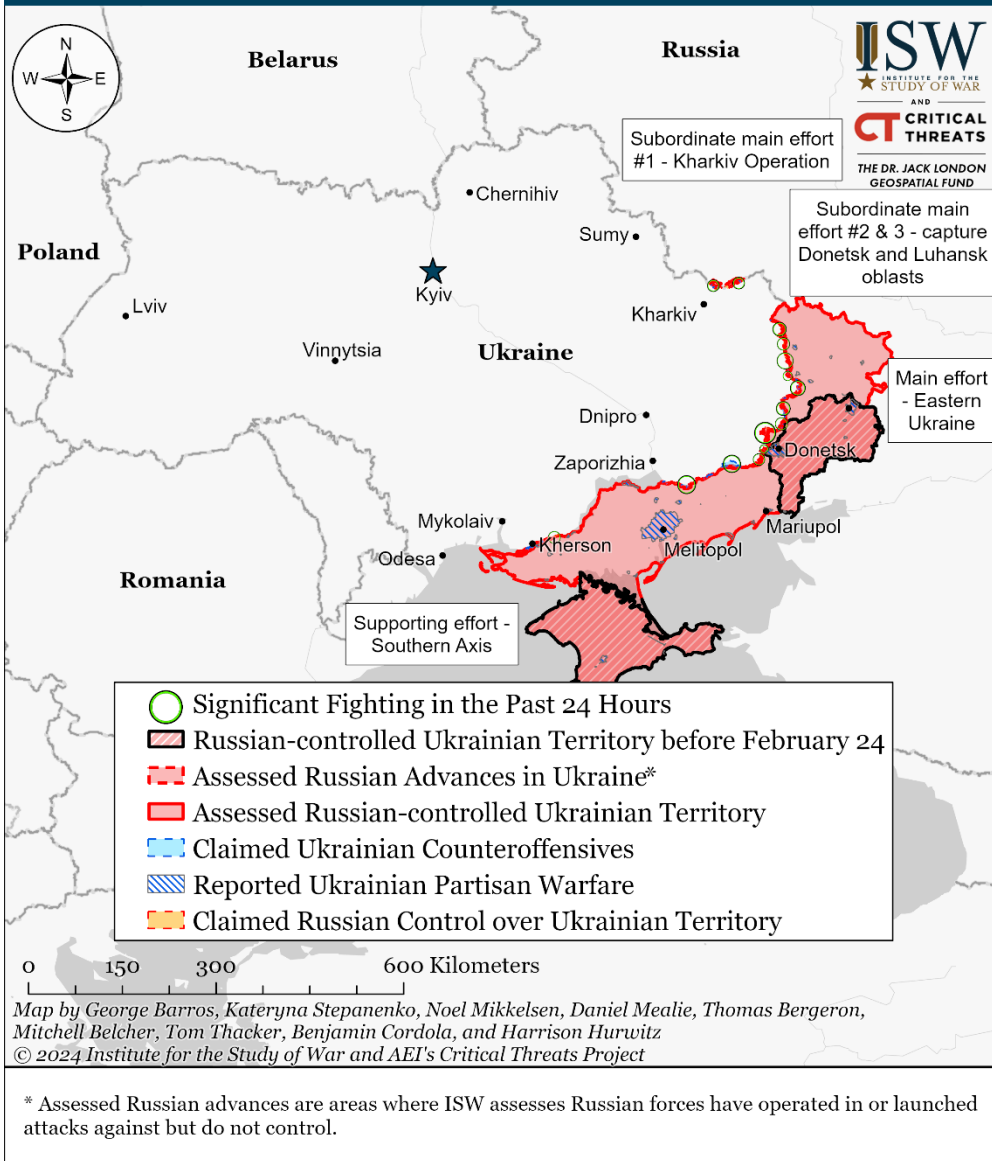 N
W
E
S
Belarus
Russia
ISW
INSTITUTE FOR THE
STUDY OF WAR
AND
CT CRITICAL
THREATS
THE DR. JACK LONDON
GEOSPATIAL FUND
Subordinate main effort
#1 - Kharkiv Operation
Subordinate main
effort #2 & 3 - capture
Donetsk and Luhansk
oblasts
Chernihiv
Sumy
Poland
Kyiv
Lviv
Kharkiv
Vinnytsia
Ukraine
Main effort
- Eastern
Ukraine
Dnipro
Donetsk
Zaporizhia
Mykolaiv
Mariupol
Kherson
Melitopol
Odesa
Romania
Supporting effort -
Southern Axis
Significant Fighting in the Past 24 Hours
Russian-controlled Ukrainian Territory before February 24
Assessed Russian Advances in Ukraine*
Assessed Russian-controlled Ukrainian Territory
Claimed Ukrainian Counteroffensives
Reported Ukrainian Partisan Warfare
Claimed Russian Control over Ukrainian Territory
0 150 300 600 Kilometers
Map by George Barros, Kateryna Stepanenko, Noel Mikkelsen, Daniel Mealie, Thomas Bergeron,
Mitchell Belcher, Tom Thacker, Benjamin Cordola, and Harrison Hurwitz
© 2024 Institute for the Study of War and AEI's Critical Threats Project
* Assessed Russian advances are areas where ISW assesses Russian forces have operated in or launched
attacks against but do not control.